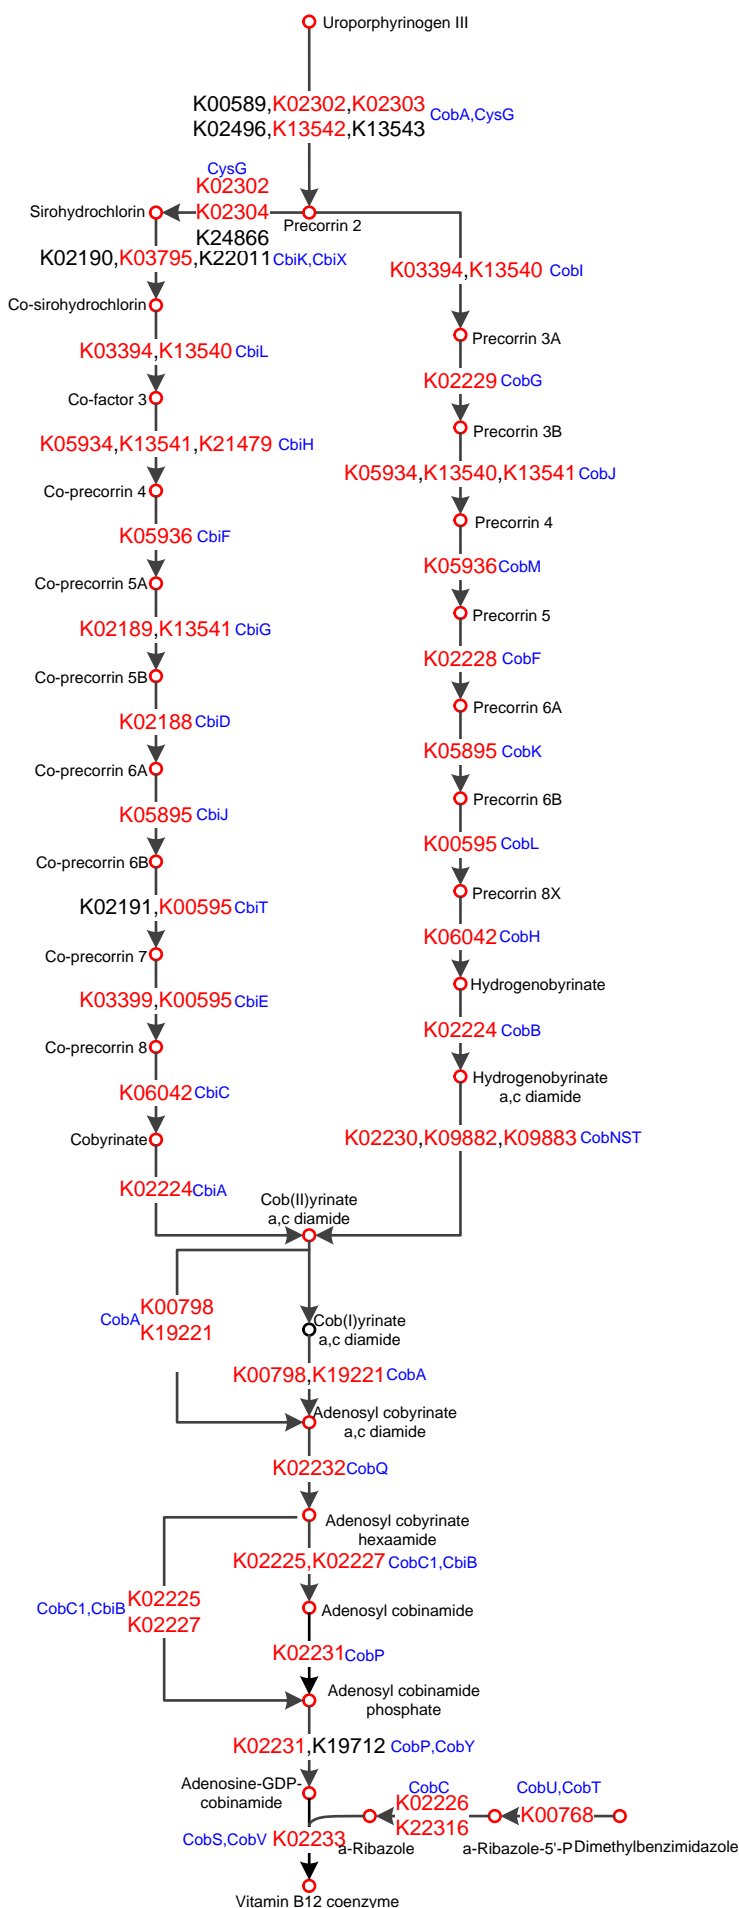 Uroporphyrinogen III
K00589,K02302,K02303
CobA,CysG
K02496,K13542,K13543
CysG
K02302
Sirohydrochlorin
K02304
Precorrin 2
K24866
K02190,K03795,K22011 CbiK,CbiX
K03394,K13540 CobI
Co-sirohydrochlorin
Precorrin 3A
K03394,K13540 CbiL
K02229 CobG
Co-factor 3
Precorrin 3B
K05934,K13541,K21479 CbiH
K05934,K13540,K13541 CobJ
Co-precorrin 4
Precorrin 4
K05936 CbiF
K05936 CobM
Co-precorrin 5A
Precorrin 5
K02189,K13541 CbiG
K02228 CobF
Co-precorrin 5B
Precorrin 6A
K02188 CbiD
K05895 CobK
Co-precorrin 6A
Precorrin 6B
K05895 CbiJ
K00595 CobL
Co-precorrin 6B
Precorrin 8X
K02191,K00595 CbiT
K06042 CobH
Co-precorrin 7
Hydrogenobyrinate
K03399,K00595 CbiE
K02224 CobB
Co-precorrin 8
Hydrogenobyrinate
a,c diamide
K06042 CbiC
Cobyrinate
K02230,K09882,K09883 CobNST
K02224 CbiA
Cob(II)yrinate
a,c diamide
CobA
K00798
K19221
Cob(I)yrinate
a,c diamide
K00798,K19221 CobA
Adenosyl cobyrinate
a,c diamide
K02232 CobQ
Adenosyl cobyrinate
hexaamide
K02225,K02227 CobC1,CbiB
CobC1,CbiB
K02225
K02227
Adenosyl cobinamide
K02231 CobP
Adenosyl cobinamide
phosphate
K02231,K19712 CobP,CobY
Adenosine-GDP-
cobinamide
CobC
K02226
K22316
CobU,CobT
K00768
CobS,CobV K02233
a-Ribazole
a-Ribazole-5'-P
Dimethylbenzimidazole
Vitamin B12 coenzyme